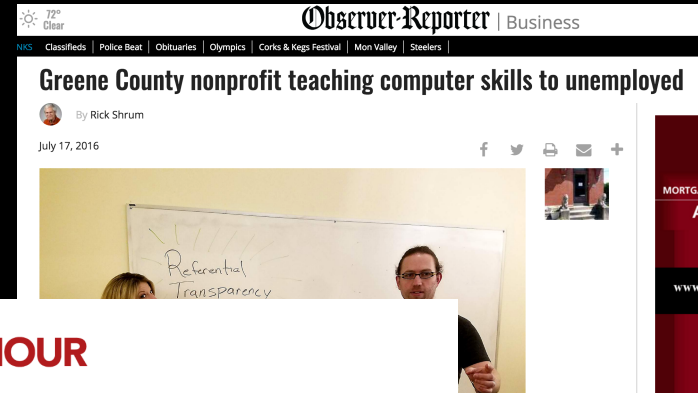 72°
Clear
Observer-Reporter | Business
NKS Classifieds | Police Beat | Obituaries | Olympics | Corks & Kegs Festival | Mon Valley | Steelers |
Greene County nonprofit teaching computer skills to unemployed
By Rick Shrum
July 17, 2016
MORTGA
A
Referential
Transparency
www
HOUR